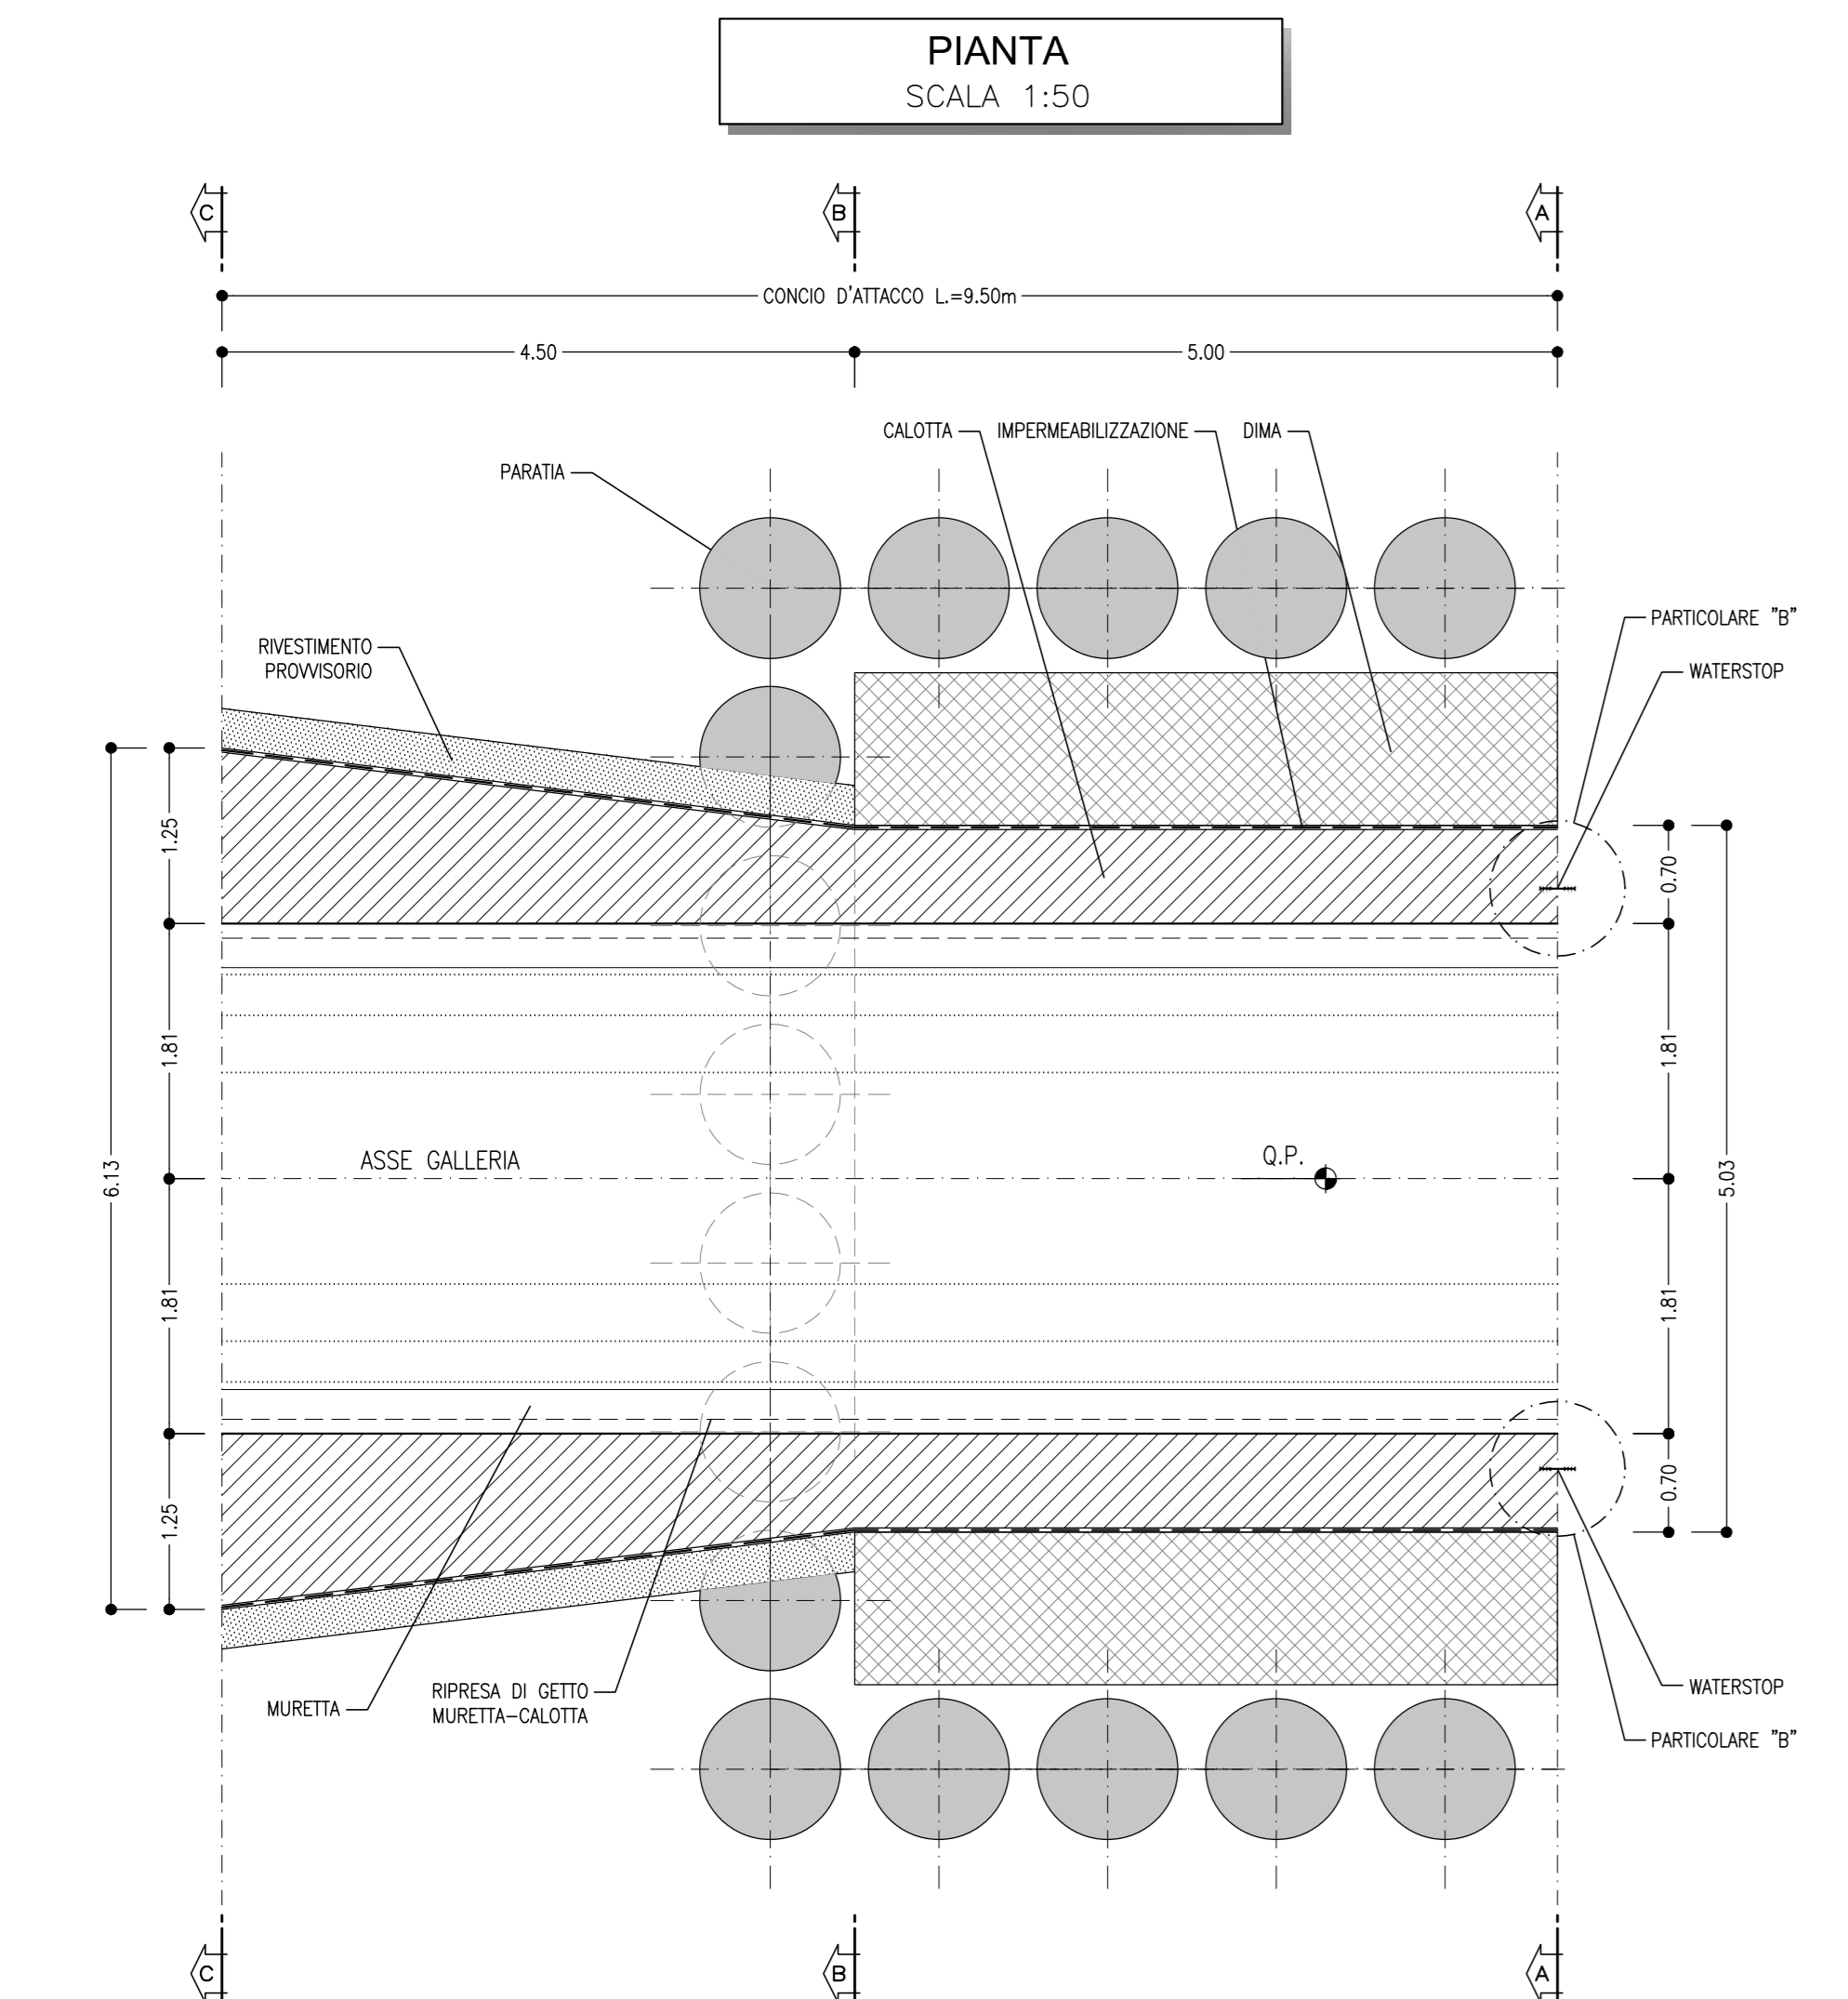 PIANTA
SCALA 1:50
C
B
A
CONCIO D'ATTACCO L.=9.50m
4.50
5.00
CALOTTA
IMPERMEABILIZZAZIONE
DIMA
PARATIA
PARTICOLARE "B"
RIVESTIMENTO
PROVVISORIO
WATERSTOP
1.25
0.70
1.81
1.81
ASSE GALLERIA
Q.P.
6.13
5.03
1.81
1.81
0.70
1.25
WATERSTOP
RIPRESA DI GETTO
MURETTA-CALOTTA
MURETTA
PARTICOLARE "B"
C
B
A